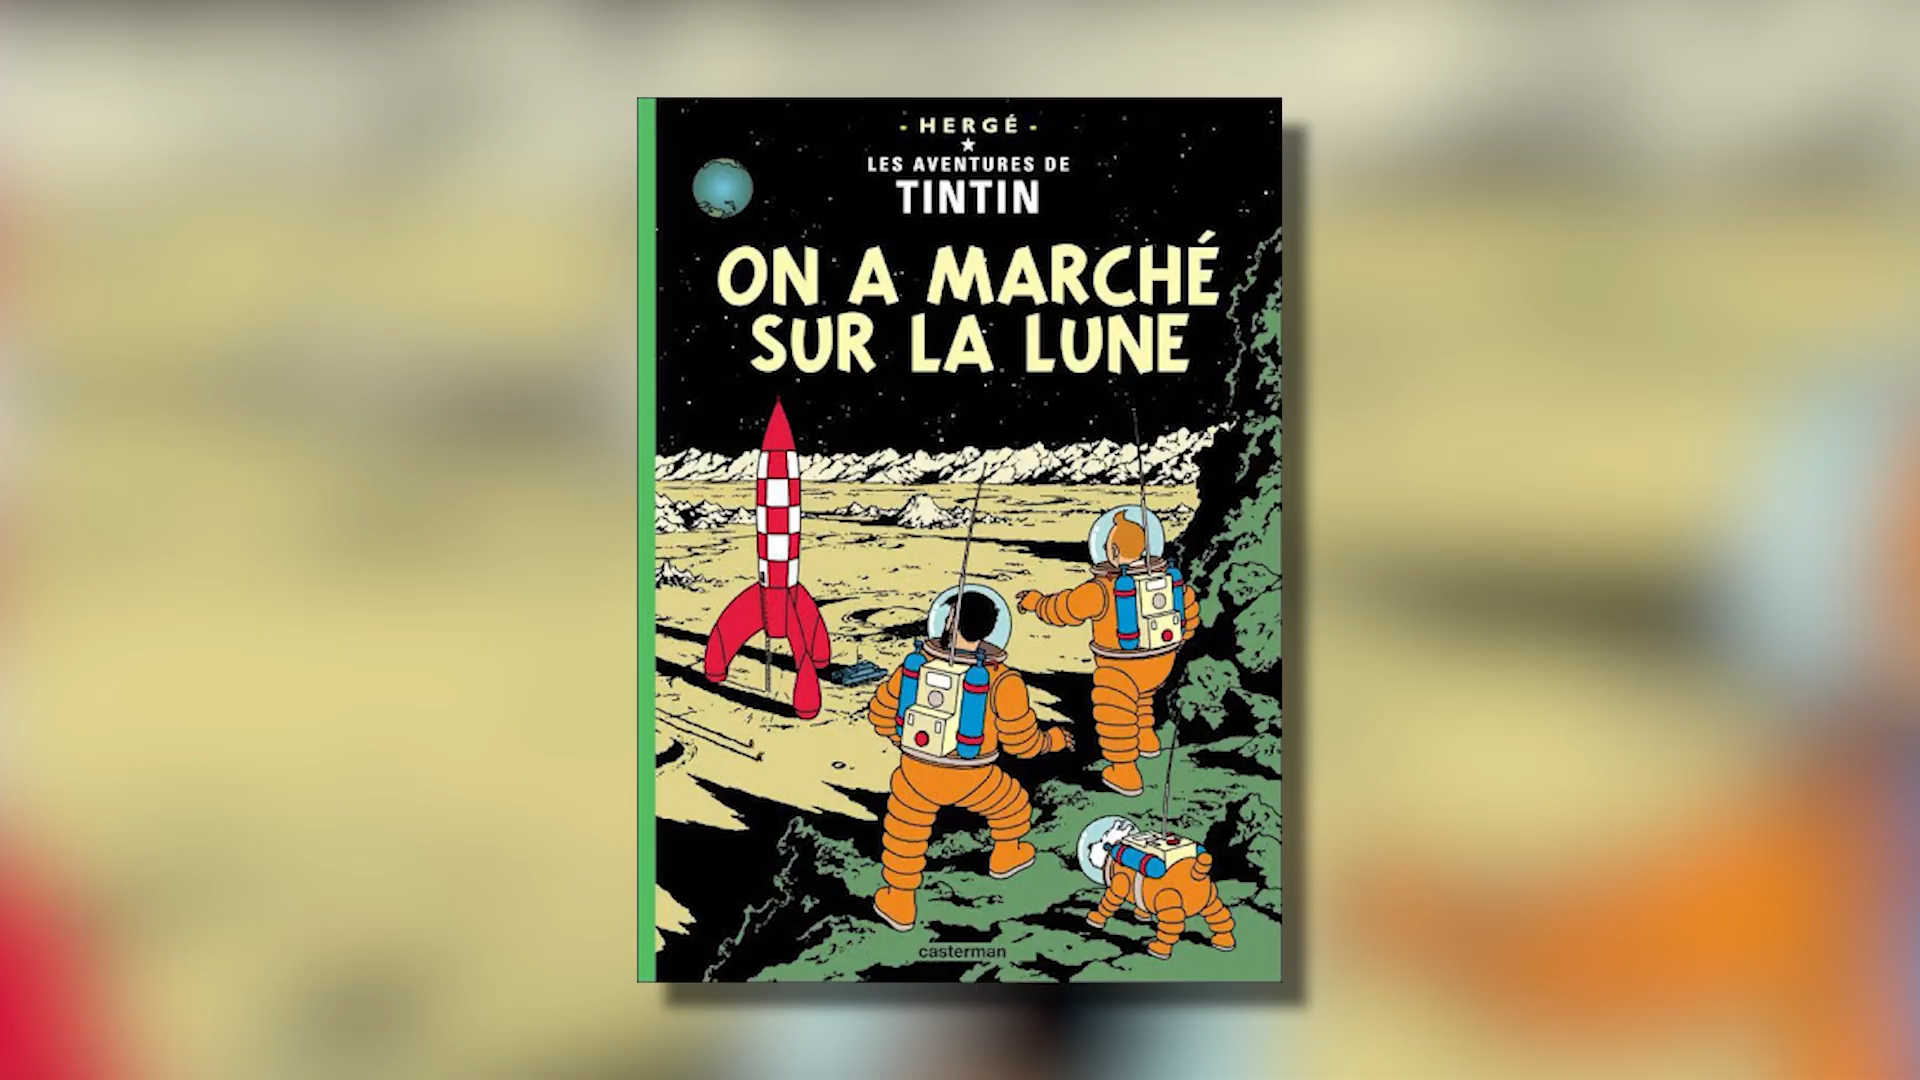 - HERGÉ -
LES AVENTURES DE
TINTIN
ON A MARCHÉ
SUR LA LUNE
casterman